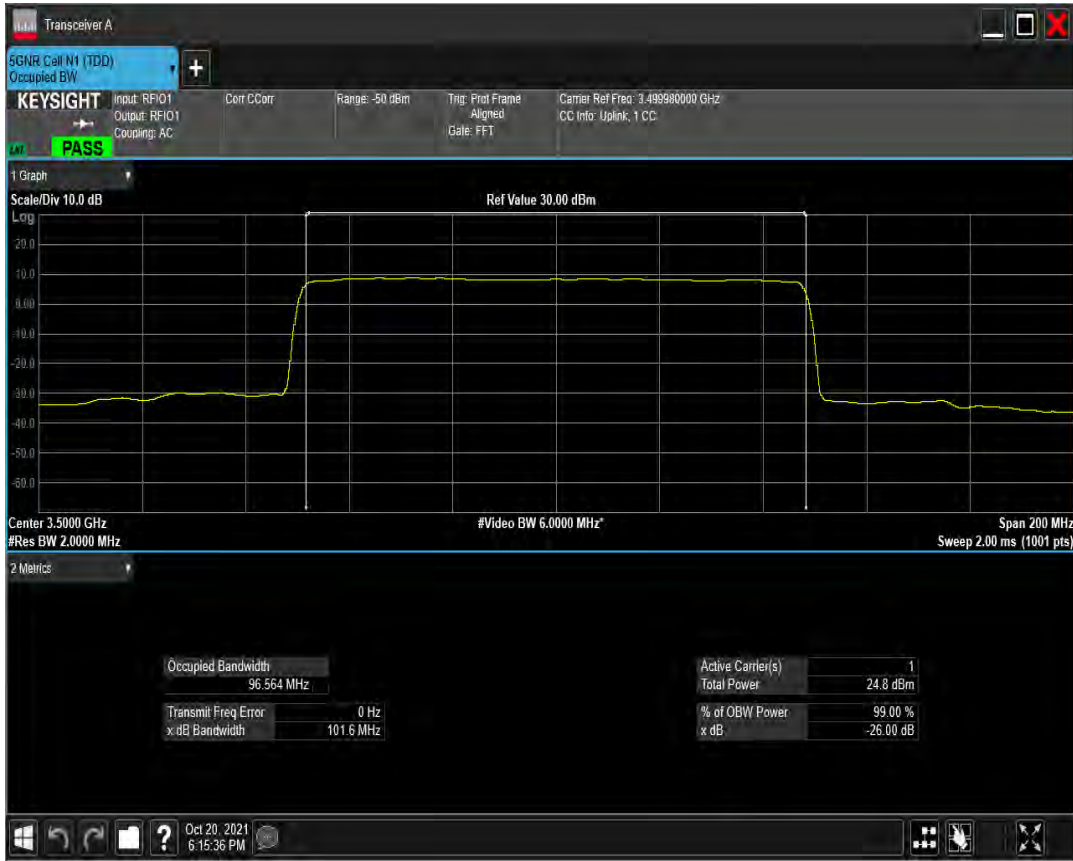 Transceiver A
5GNR Cell N1 (TDD)
Occupied BW
+
KEYSIGHT
PASS
Input: RFIO1
Output: RFIO1
Coupling: AC
Corr CCorr
Range: -50 dBm
Trig: Prot Frame
Aligned
Gate: FFT
Carrier Ref Freq: 3.499980000 GHz
CC Info: Uplink, 1 CC
1 Graph
Scale/Div 10.0 dB
Ref Value 30.00 dBm
Log
20.0
10.0
0.00
-10.0
-20.0
-30.0
-40.0
-50.0
-60.0
Center 3.5000 GHz
#Video BW 6.0000 MHz*
Span 200 MHz
#Res BW 2.0000 MHz
Sweep 2.00 ms (1001 pts)
2 Metrics
Occupied Bandwidth
96.564 MHz
Transmit Freq Error 0 Hz
x dB Bandwidth 101.6 MHz
Active Carrier(s) 1
Total Power 24.8 dBm
% of OBW Power 99.00 %
x dB -26.00 dB
?
Oct 20, 2021
6:15:36 PM